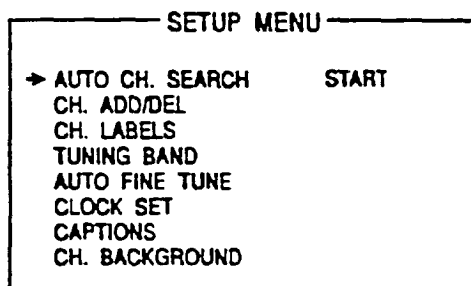 SETUP MENU
→ AUTO CH. SEARCH START
CH. ADD/DEL
CH. LABELS
TUNING BAND
AUTO FINE TUNE
CLOCK SET
CAPTIONS
CH. BACKGROUND